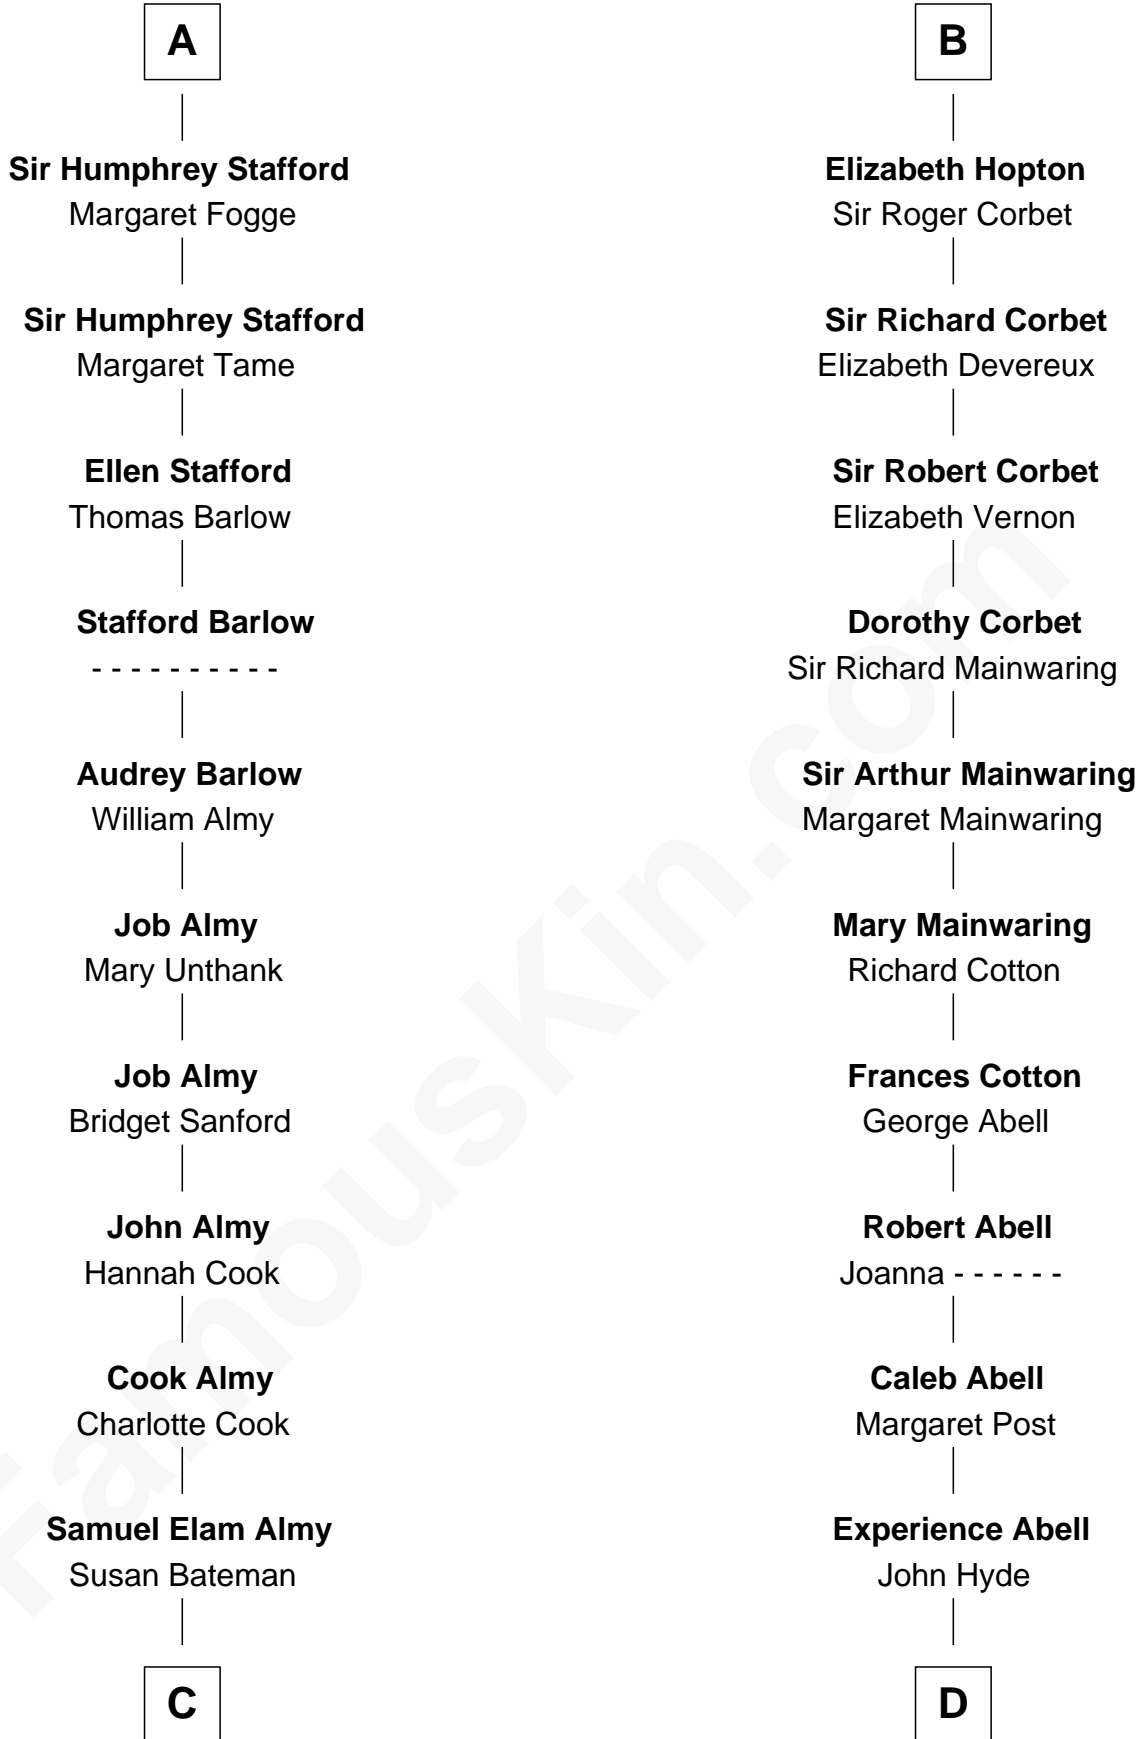 A
Sir Humphrey Stafford
Margaret Fogge
Sir Humphrey Stafford
Margaret Tame
Ellen Stafford
Thomas Barlow
Stafford Barlow
- - - - - - - - - -
Audrey Barlow
William Almy
Job Almy
Mary Unthank
Job Almy
Bridget Sanford
John Almy
Hannah Cook
Cook Almy
Charlotte Cook
Samuel Elam Almy
Susan Bateman
C
B
Elizabeth Hopton
Sir Roger Corbet
Sir Richard Corbet
Elizabeth Devereux
Sir Robert Corbet
Elizabeth Vernon
Dorothy Corbet
Sir Richard Mainwaring
Sir Arthur Mainwaring
Margaret Mainwaring
Mary Mainwaring
Richard Cotton
Frances Cotton
George Abell
Robert Abell
Joanna - - - - - -
Caleb Abell
Margaret Post
Experience Abell
John Hyde
D
FamousKin.com